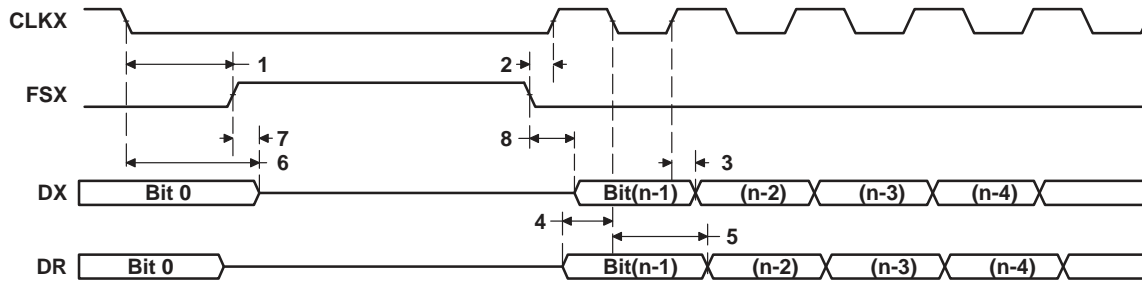 CLKX
1
2
FSX
7
8
6
3
DX
Bit 0
Bit(n-1)
(n-2)
(n-3)
(n-4)
4
5
DR
Bit 0
Bit(n-1)
(n-2)
(n-3)
(n-4)